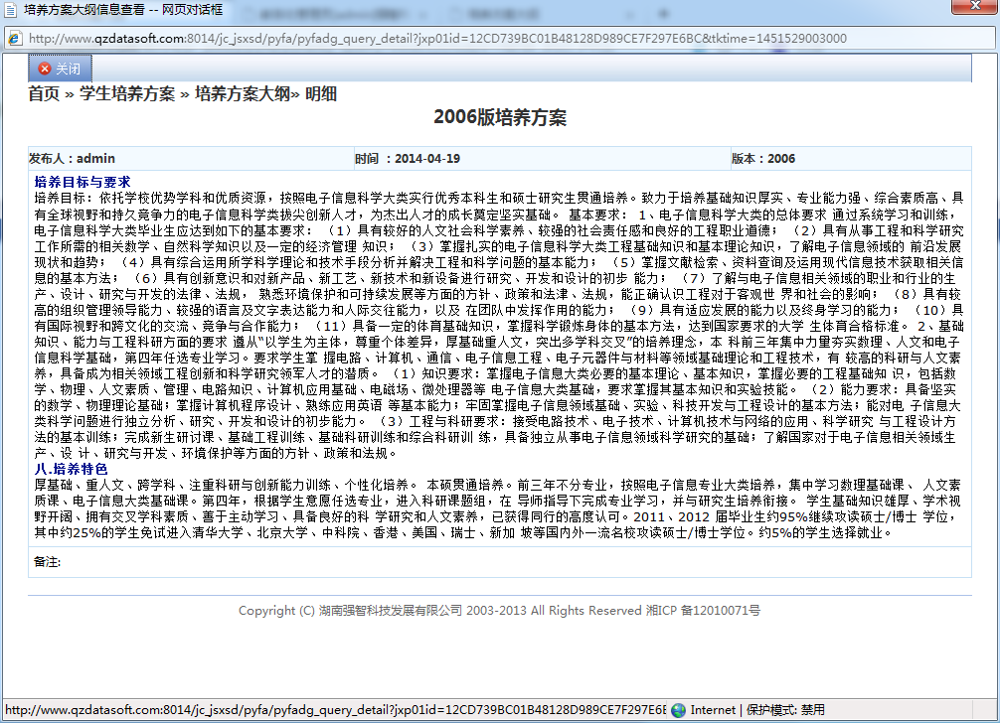 培养方案大纲信息查看 -- 网页对话框
http://www.qzdatasoft.com:8014/jc_jsxsd/pyfa/pyfadg_query_detail?jxp01id=12CD739BC01B48128D989CE7F297E6BC&tktime=1451529003000
关闭
首页 » 学生培养方案 » 培养方案大纲» 明细
2006版培养方案
发布人：admin 时间 ：2014-04-19 版本：2006
培养目标与要求
培养目标：依托学校优势学科和优质资源，按照电子信息科学大类实行优秀本科生和硕士研究生贯通培养。致力于培养基础知识厚实、专业能力强、综合素质高、具
有全球视野和持久竞争力的电子信息科学类拔尖创新人才，为杰出人才的成长奠定坚实基础。 基本要求： 1、电子信息科学大类的总体要求 通过系统学习和训练，
电子信息科学大类毕业生应达到如下的基本要求： （1）具有较好的人文社会科学素养、较强的社会责任感和良好的工程职业道德； （2）具有从事工程和科学研究
工作所需的相关数学、自然科学知识以及一定的经济管理 知识； （3）掌握扎实的电子信息科学大类工程基础知识和基本理论知识，了解电子信息领域的 前沿发展
现状和趋势； （4）具有综合运用所学科学理论和技术手段分析并解决工程和科学问题的基本能力； （5）掌握文献检索、资料查询及运用现代信息技术获取相关信
息的基本方法； （6）具有创新意识和对新产品、新工艺、新技术和新设备进行研究、开发和设计的初步 能力； （7）了解与电子信息相关领域的职业和行业的生
产、设计、研究与开发的法律、法规， 熟悉环境保护和可持续发展等方面的方针、政策和法津、法规，能正确认识工程对于客观世 界和社会的影响； （8）具有较
高的组织管理领导能力、较强的语言及文字表达能力和人际交往能力，以及 在团队中发挥作用的能力； （9）具有适应发展的能力以及终身学习的能力； （10）具
有国际视野和跨文化的交流、竞争与合作能力； （11）具备一定的体育基础知识，掌握科学锻炼身体的基本方法，达到国家要求的大学 生体育合格标准。 2、基础
知识、能力与工程科研方面的要求 遵从“以学生为主体，尊重个体差异，厚基础重人文，突出多学科交叉”的培养理念，本 科前三年集中力量夯实数理、人文和电子
信息科学基础，第四年任选专业学习。要求学生掌 握电路、计算机、通信、电子信息工程、电子元器件与材料等领域基础理论和工程技术，有 较高的科研与人文素
养，具备成为相关领域工程创新和科学研究领军人才的潜质。 （1）知识要求：掌握电子信息大类必要的基本理论、基本知识，掌握必要的工程基础知 识，包括数
学、物理、人文素质、管理、电路知识、计算机应用基础、电磁场、微处理器等 电子信息大类基础，要求掌握其基本知识和实验技能。 （2）能力要求：具备坚实
的数学、物理理论基础；掌握计算机程序设计、熟练应用英语 等基本能力；牢固掌握电子信息领域基础、实验、科技开发与工程设计的基本方法；能对电 子信息大
类科学问题进行独立分析、研究、开发和设计的初步能力。 （3）工程与科研要求：接受电路技术、电子技术、计算机技术与网络的应用、科学研究 与工程设计方
法的基本训练；完成新生研讨课、基础工程训练、基础科研训练和综合科研训 练，具备独立从事电子信息领域科学研究的基础；了解国家对于电子信息相关领域生
产、设 计、研究与开发、环境保护等方面的方针、政策和法规。
八.培养特色
厚基础、重人文、跨学科、注重科研与创新能力训练、个性化培养。 本硕贯通培养。前三年不分专业，按照电子信息专业大类培养，集中学习数理基础课、 人文素
质课、电子信息大类基础课。第四年，根据学生意愿任选专业，进入科研课题组，在 导师指导下完成专业学习，并与研究生培养衔接。 学生基础知识雄厚、学术视
野开阔、拥有交叉学科素质、善于主动学习、具备良好的科 学研究和人文素养，已获得同行的高度认可。2011、2012 届毕业生约95%继续攻读硕士/博士 学位，
其中约25%的学生免试进入清华大学、北京大学、中科院、香港、美国、瑞士、新加 坡等国内外一流名校攻读硕士/博士学位。约5%的学生选择就业。
备注:
Copyright (C) 湖南强智科技发展有限公司 2003-2013 All Rights Reserved 湘ICP 备12010071号
http://www.qzdatasoft.com:8014/jc_jsxsd/pyfa/pyfadg_query_detail?jxp01id=12CD739BC01B48128D989CE7F297E6B Internet | 保护模式: 禁用